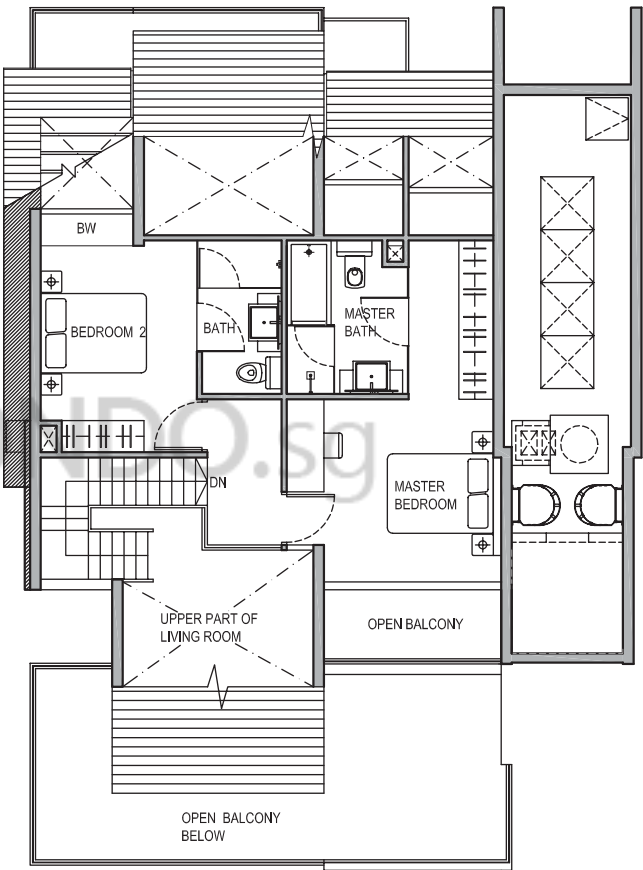 BW
BEDROOM 2
BATH
MASTER
BATH
NDO.sg
DN
MASTER
BEDROOM
UPPER PART OF
LIVING ROOM
OPEN BALCONY
OPEN BALCONY
BELOW